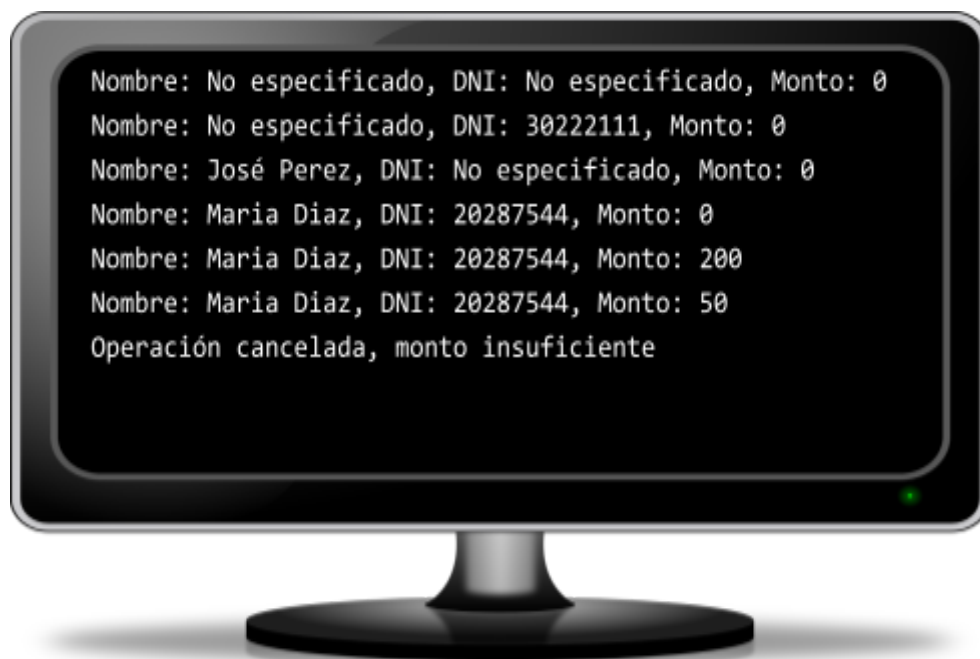 Nombre: No especificado, DNI: No especificado, Monto: 0
Nombre: No especificado, DNI: 30222111, Monto: 0
Nombre: José Perez, DNI: No especificado, Monto: 0
Nombre: Maria Diaz, DNI: 20287544, Monto: 0
Nombre: Maria Diaz, DNI: 20287544, Monto: 200
Nombre: Maria Diaz, DNI: 20287544, Monto: 50
Operación cancelada, monto insuficiente